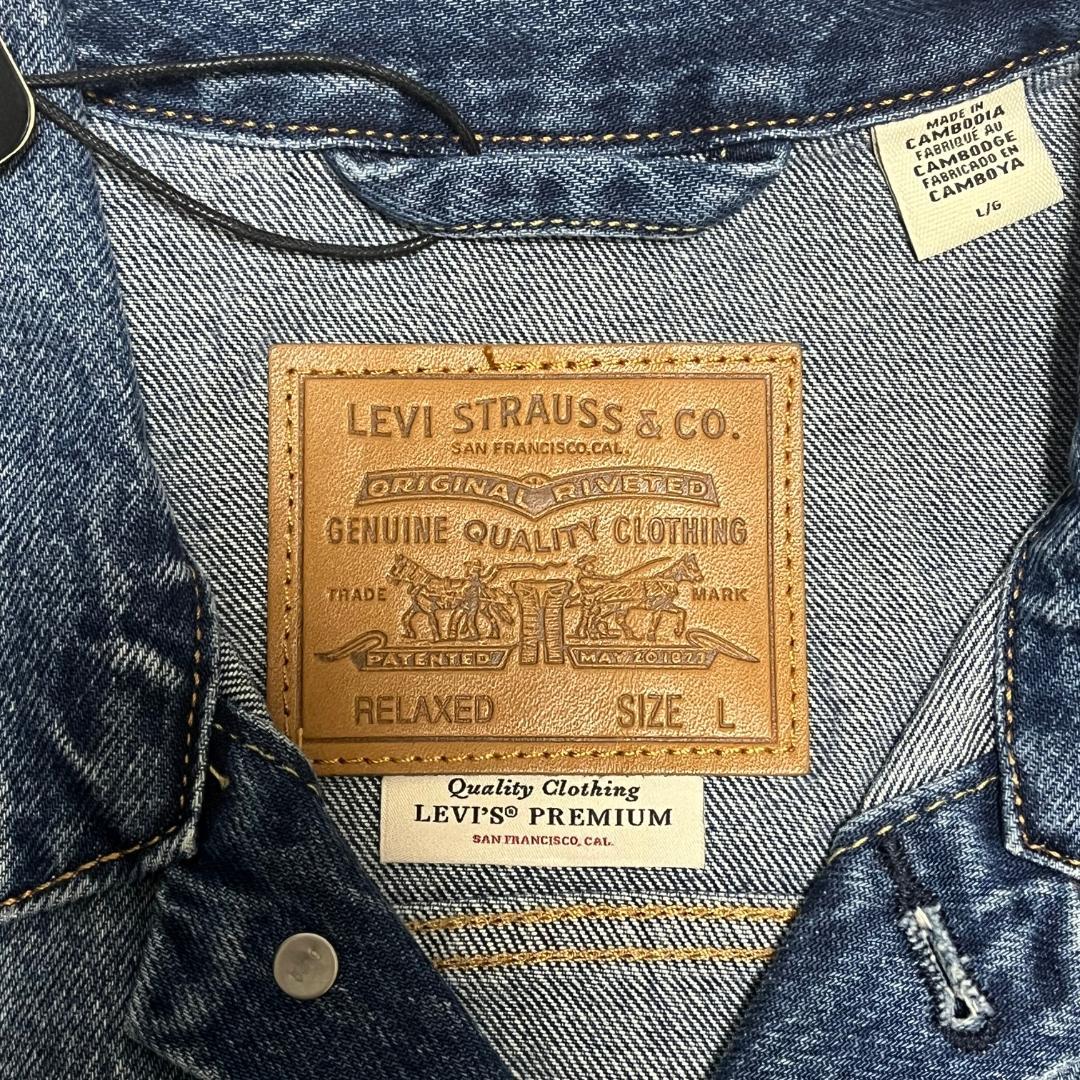 MADE IN
CAMBODIA
FABRIQUÉ AU
CAMBODGE
FABRICADO EN
CAMBOYA
L/G
LEVI STRAUSS & CO.
SAN FRANCISCO, CAL.
ORIGINAL RIVETED
GENUINE QUALITY CLOTHING
TRADE MARK
PATENTED MAY 20 1871
RELAXED SIZE L
Quality Clothing
LEVI'S® PREMIUM
SAN FRANCISCO, CAL.